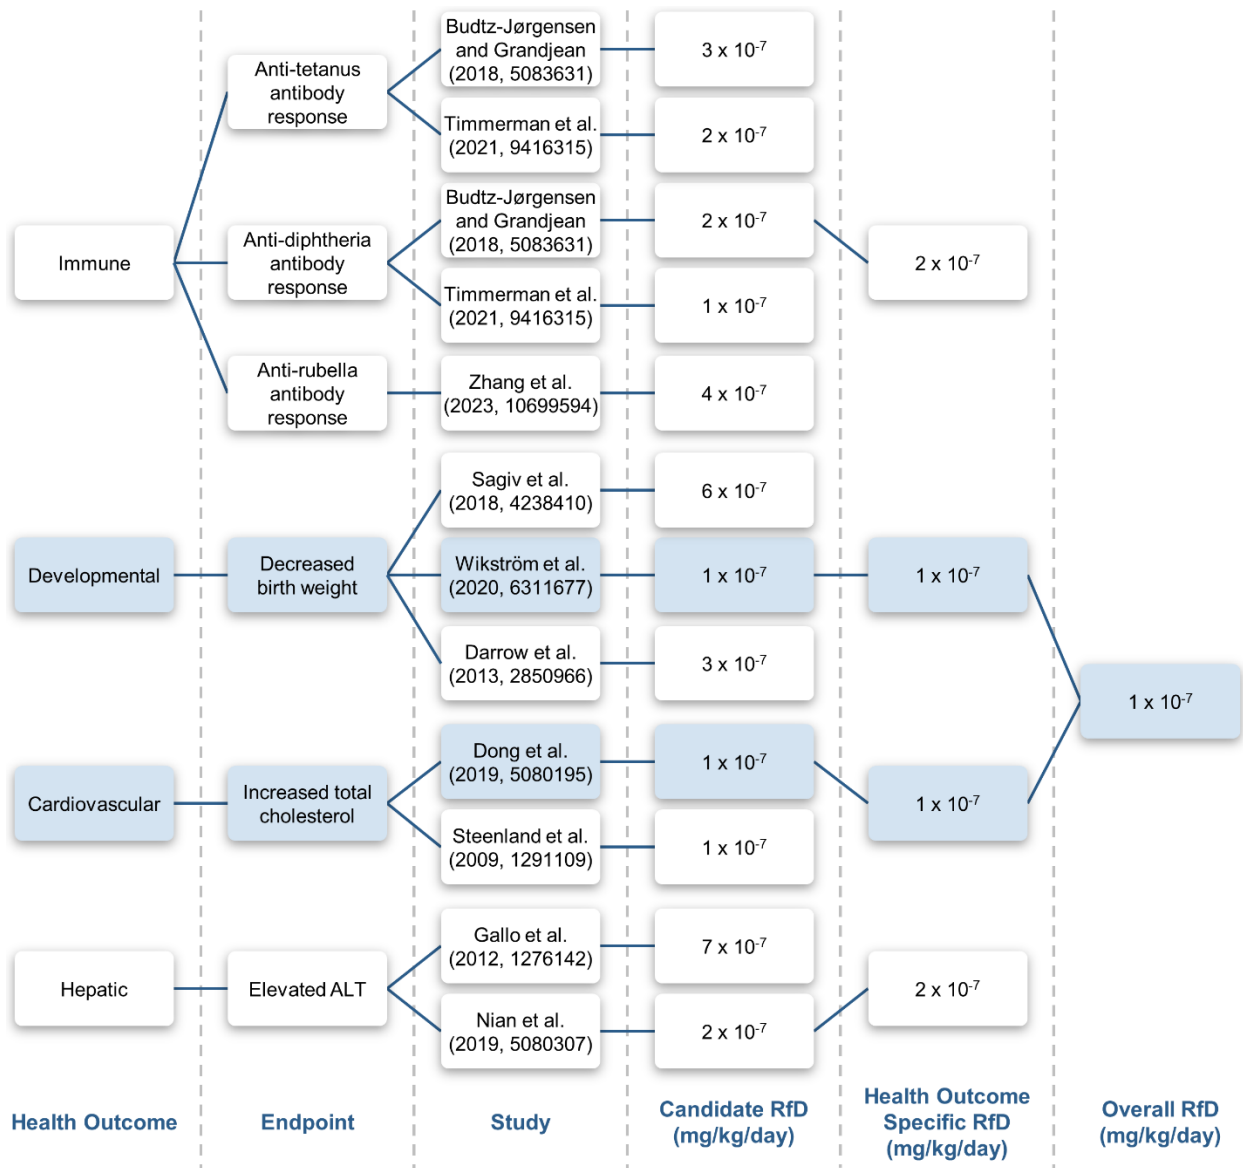 Immune
Anti-tetanus
antibody
response
Budtz-Jørgensen
and Grandjean
(2018, 5083631)
3 x 10⁻⁷
Timmerman et al.
(2021, 9416315)
2 x 10⁻⁷
Anti-diphtheria
antibody
response
Budtz-Jørgensen
and Grandjean
(2018, 5083631)
2 x 10⁻⁷
2 x 10⁻⁷
Timmerman et al.
(2021, 9416315)
1 x 10⁻⁷
Anti-rubella
antibody
response
Zhang et al.
(2023, 10699594)
4 x 10⁻⁷
Developmental
Decreased
birth weight
Sagiv et al.
(2018, 4238410)
6 x 10⁻⁷
Wikström et al.
(2020, 6311677)
1 x 10⁻⁷
1 x 10⁻⁷
Darrow et al.
(2013, 2850966)
3 x 10⁻⁷
1 x 10⁻⁷
Cardiovascular
Increased total
cholesterol
Dong et al.
(2019, 5080195)
1 x 10⁻⁷
1 x 10⁻⁷
Steenland et al.
(2009, 1291109)
1 x 10⁻⁷
Hepatic
Elevated ALT
Gallo et al.
(2012, 1276142)
7 x 10⁻⁷
Nian et al.
(2019, 5080307)
2 x 10⁻⁷
2 x 10⁻⁷
Health Outcome
Endpoint
Study
Candidate RfD
(mg/kg/day)
Health Outcome
Specific RfD
(mg/kg/day)
Overall RfD
(mg/kg/day)